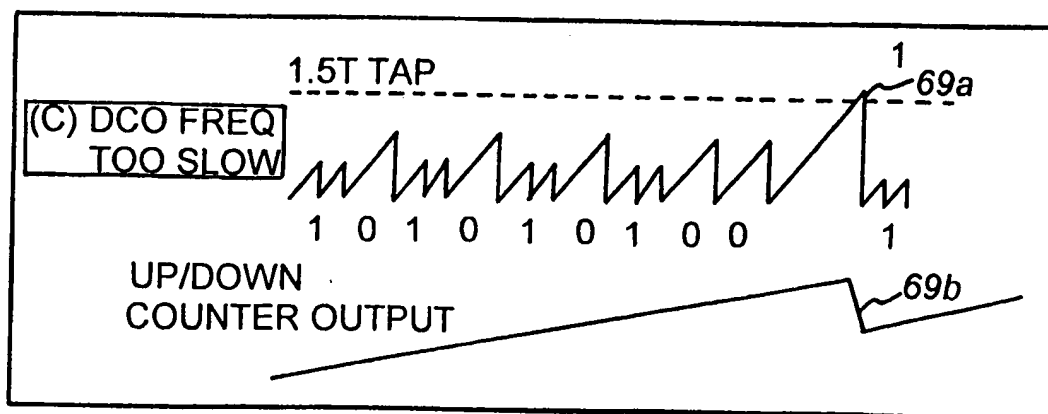 1
1.5T TAP
69a
(C) DCO FREQ
TOO SLOW
1 0 1 0 1 0 1 0 0 1
UP/DOWN
COUNTER OUTPUT
69b